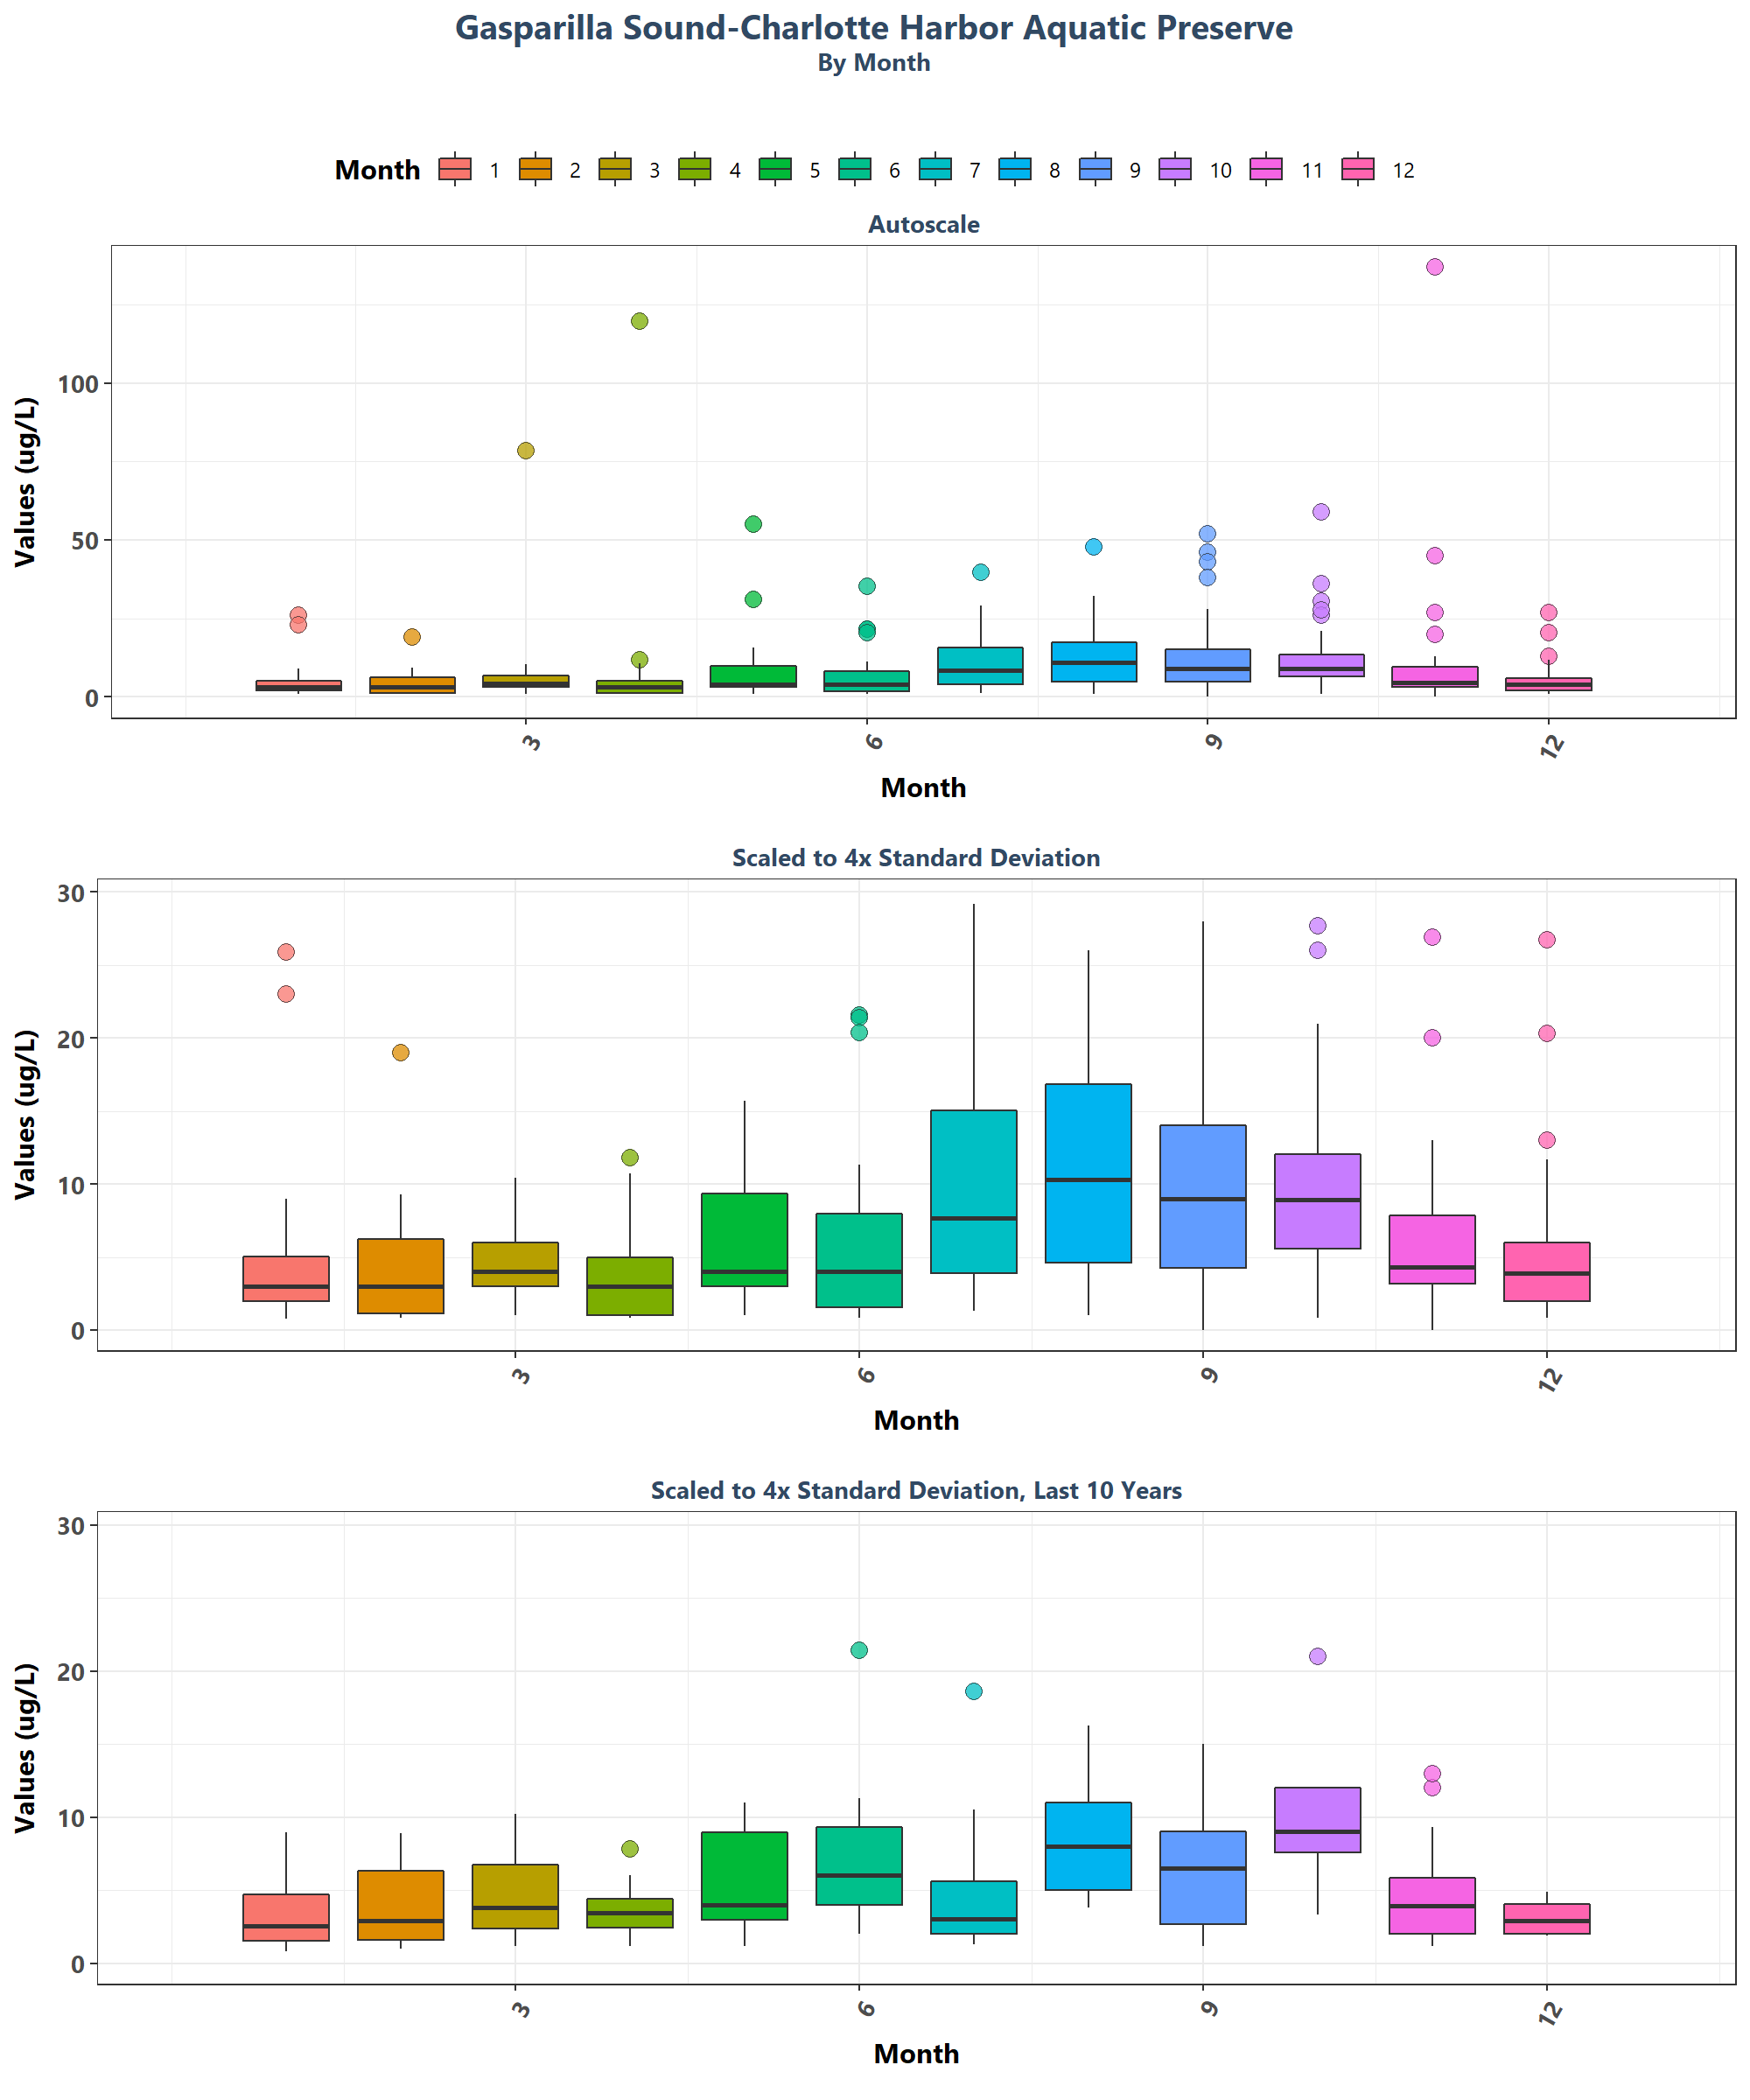 Gasparilla Sound-Charlotte Harbor Aquatic Preserve
By Month
Month 1 2 3 4 5 6 7 8 9 10 11 12
Autoscale
Values (ug/L)
100
50
0
3 6 9 12
Month
Scaled to 4x Standard Deviation
Values (ug/L)
30
20
10
0
3 6 9 12
Month
Scaled to 4x Standard Deviation, Last 10 Years
Values (ug/L)
30
20
10
0
3 6 9 12
Month